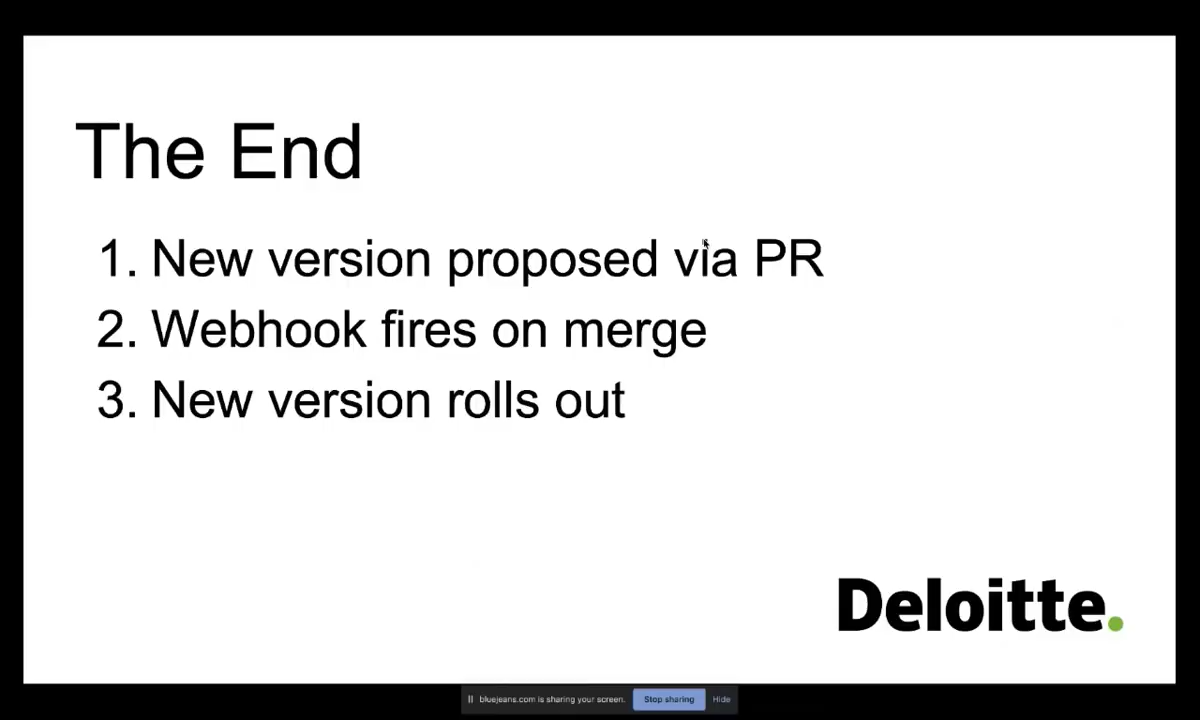 The End
1. New version proposed via PR
2. Webhook fires on merge
3. New version rolls out
Deloitte.
bluejeans.com is sharing your screen. Stop sharing Hide